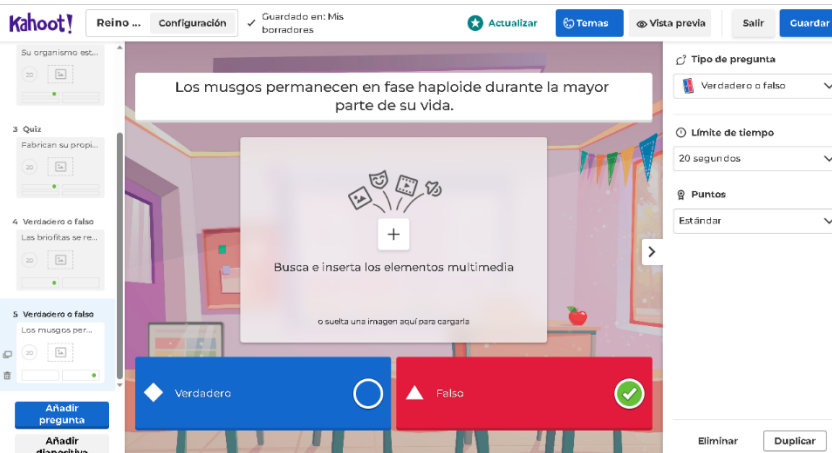 Kahoot!
Reino ...
Configuración
Guardado en: Mis
borradores
Actualizar
Temas
Vista previa
Salir
Guardar
Su organismo est...
20
3 Quiz
Fabrican su propi...
20
4 Verdadero o falso
Las briofitas se re...
20
5 Verdadero o falso
Los musgos per...
20
Añadir
pregunta
Añadir
diapositiva
Los musgos permanecen en fase haploide durante la mayor
parte de su vida.
Busca e inserta los elementos multimedia
o suelta una imagen aquí para cargarla
Verdadero
Falso
Tipo de pregunta
Verdadero o falso
Límite de tiempo
20 segundos
Puntos
Estándar
Eliminar
Duplicar